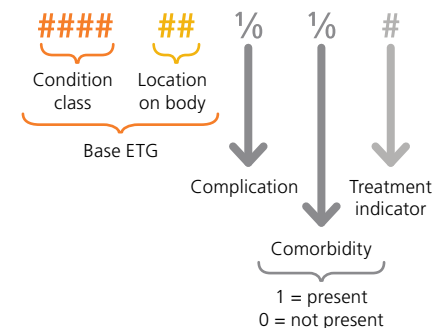 #### ## 1/0 1/0 #
Condition class
Location on body
Base ETG
Complication
Treatment indicator
Comorbidity
1 = present
0 = not present